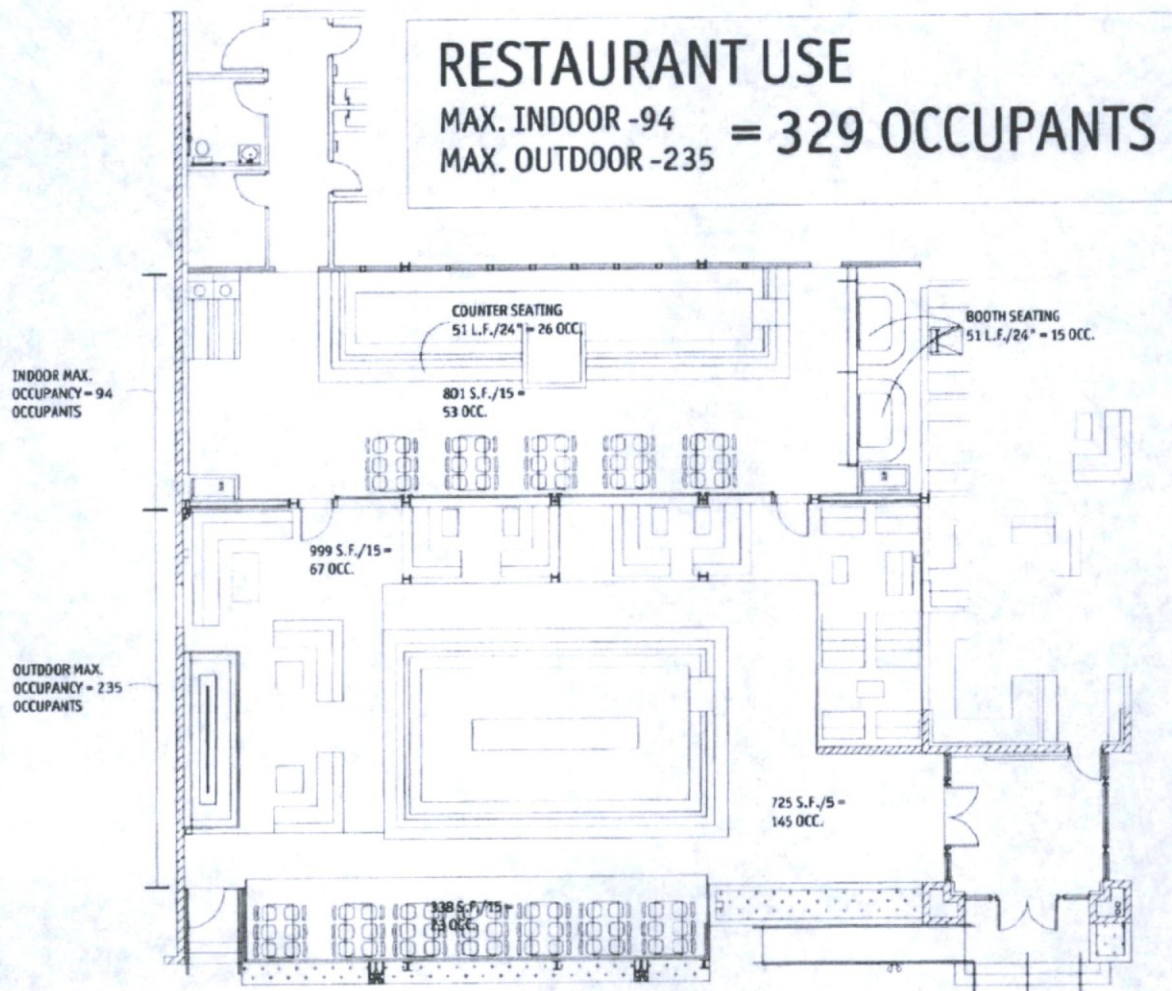 RESTAURANT USE
MAX. INDOOR -94
MAX. OUTDOOR -235
= 329 OCCUPANTS
COUNTER SEATING
51 L.F./24" = 26 OCC.
BOOTH SEATING
51 L.F./24" = 15 OCC.
INDOOR MAX.
OCCUPANCY = 94
OCCUPANTS
801 S.F./15 =
53 OCC.
999 S.F./15 =
67 OCC.
OUTDOOR MAX.
OCCUPANCY = 235
OCCUPANTS
725 S.F./5 =
145 OCC.
338 S.F./15 =
23 OCC.